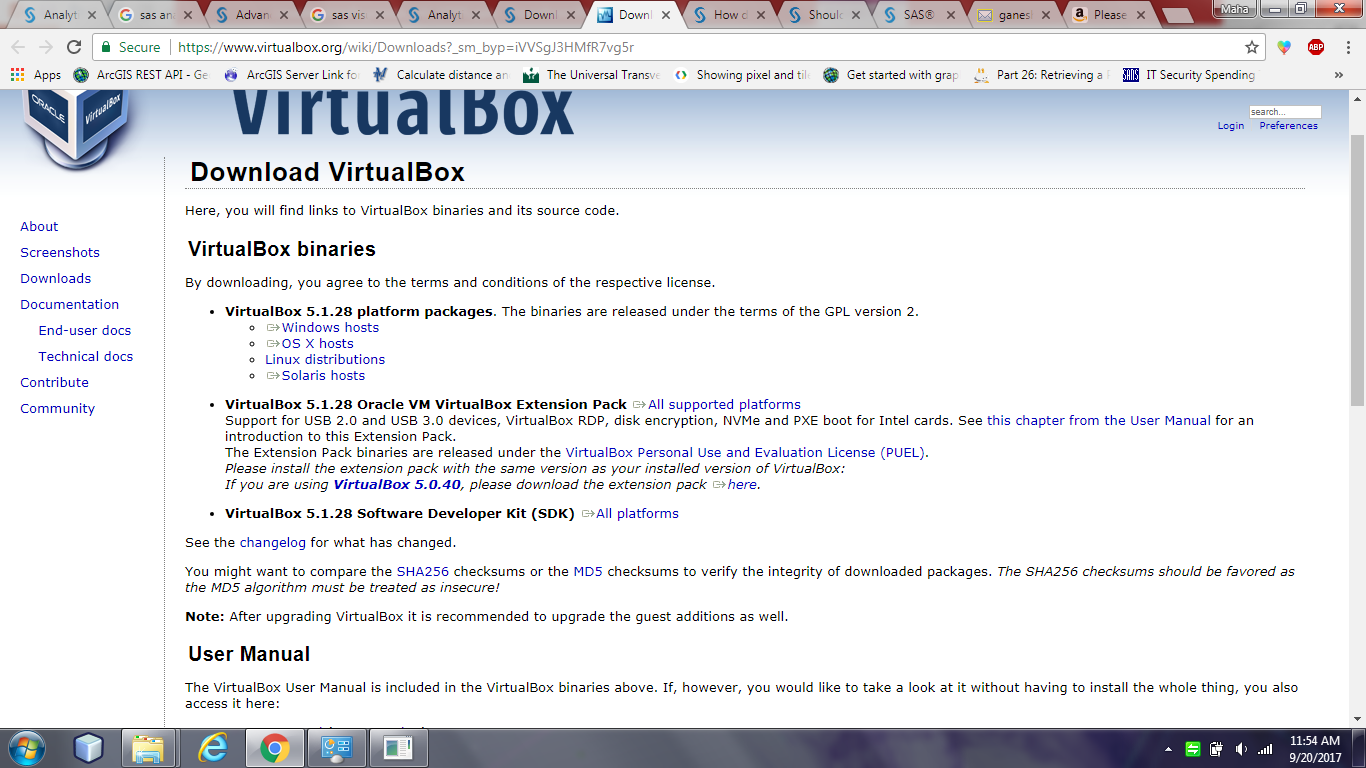 Maha
Analyt
sas ana
Advan
sas vis
Analyt
Downl
Downl
How d
Shoul
SAS®
ganesh
Please
Secure
https://www.virtualbox.org/wiki/Downloads?_sm_byp=iVVSgJ3HMfR7vg5r
ABP
Apps
ArcGIS REST API - Ge
ArcGIS Server Link fo
Calculate distance an
The Universal Transve
Showing pixel and tile
Get started with grap
Part 26: Retrieving a
SAS
IT Security Spending
»
ORACLE
VirtualBox
VirtualBox
search...
Login
Preferences
About
Screenshots
Downloads
Documentation
End-user docs
Technical docs
Contribute
Community
Download VirtualBox
Here, you will find links to VirtualBox binaries and its source code.
VirtualBox binaries
By downloading, you agree to the terms and conditions of the respective license.
VirtualBox 5.1.28 platform packages. The binaries are released under the terms of the GPL version 2.
Windows hosts
OS X hosts
Linux distributions
Solaris hosts
VirtualBox 5.1.28 Oracle VM VirtualBox Extension Pack All supported platforms
Support for USB 2.0 and USB 3.0 devices, VirtualBox RDP, disk encryption, NVMe and PXE boot for Intel cards. See this chapter from the User Manual for an
introduction to this Extension Pack.
The Extension Pack binaries are released under the VirtualBox Personal Use and Evaluation License (PUEL).
Please install the extension pack with the same version as your installed version of VirtualBox:
If you are using VirtualBox 5.0.40, please download the extension pack here.
VirtualBox 5.1.28 Software Developer Kit (SDK) All platforms
See the changelog for what has changed.
You might want to compare the SHA256 checksums or the MD5 checksums to verify the integrity of downloaded packages. The SHA256 checksums should be favored as
the MD5 algorithm must be treated as insecure!
Note: After upgrading VirtualBox it is recommended to upgrade the guest additions as well.
User Manual
The VirtualBox User Manual is included in the VirtualBox binaries above. If, however, you would like to take a look at it without having to install the whole thing, you also
access it here:
11:54 AM
9/20/2017